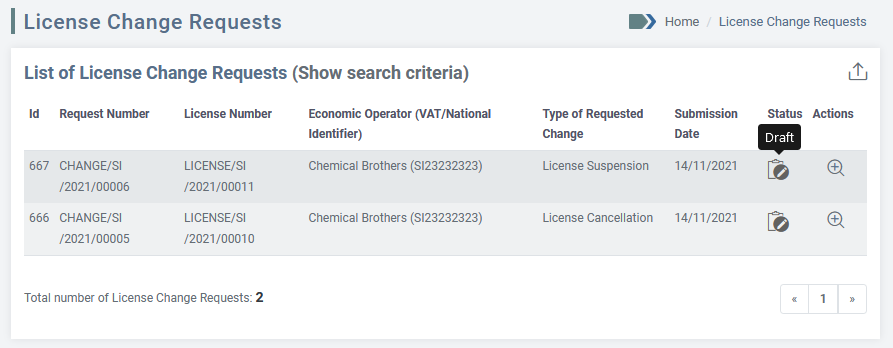 License Change Requests
Home / License Change Requests
List of License Change Requests (Show search criteria)
Id Request Number License Number Economic Operator (VAT/National Type of Requested Submission Status Actions
Identifier) Change Date
Draft
667 CHANGE/SI LICENSE/SI Chemical Brothers (SI23232323) License Suspension 14/11/2021
/2021/00006 /2021/00011
666 CHANGE/SI LICENSE/SI Chemical Brothers (SI23232323) License Cancellation 14/11/2021
/2021/00005 /2021/00010
Total number of License Change Requests: 2
« 1 »